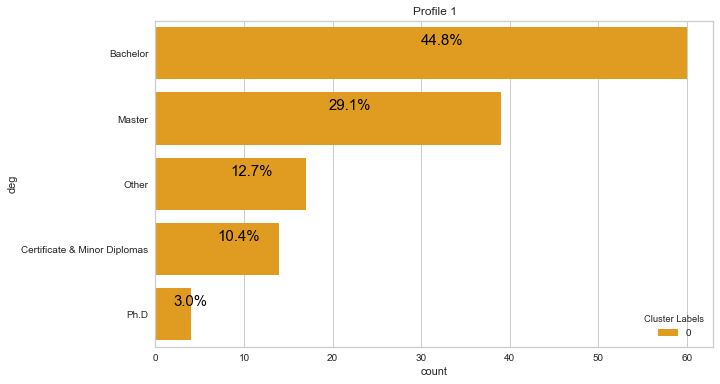 Profile 1
Bachelor
44.8%
Master
29.1%
Other
12.7%
Certificate & Minor Diplomas
10.4%
Ph.D
3.0%
deg
Cluster Labels
0
0 10 20 30 40 50 60
count